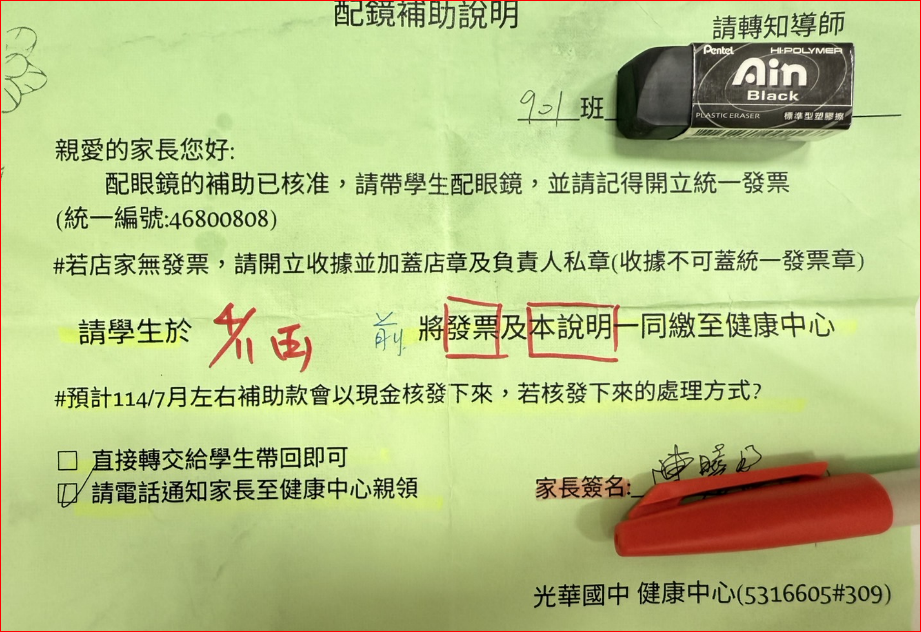 配鏡補助說明
請轉知導師
Pentel HI-POLYMER
Ain
Black
PLASTIC ERASER 標準型塑膠擦
901班
親愛的家長您好:
配眼鏡的補助已核准，請帶學生配眼鏡，並請記得開立統一發票
(統一編號:46800808)
#若店家無發票，請開立收據並加蓋店章及負責人私章(收據不可蓋統一發票章)
請學生於 4/11 五 前 將發票及本說明一同繳至健康中心
#預計114/7月左右補助款會以現金核發下來，若核發下來的處理方式?
□ 直接轉交給學生帶回即可
☑ 請電話通知家長至健康中心親領
家長簽名:
光華國中 健康中心(5316605#309)